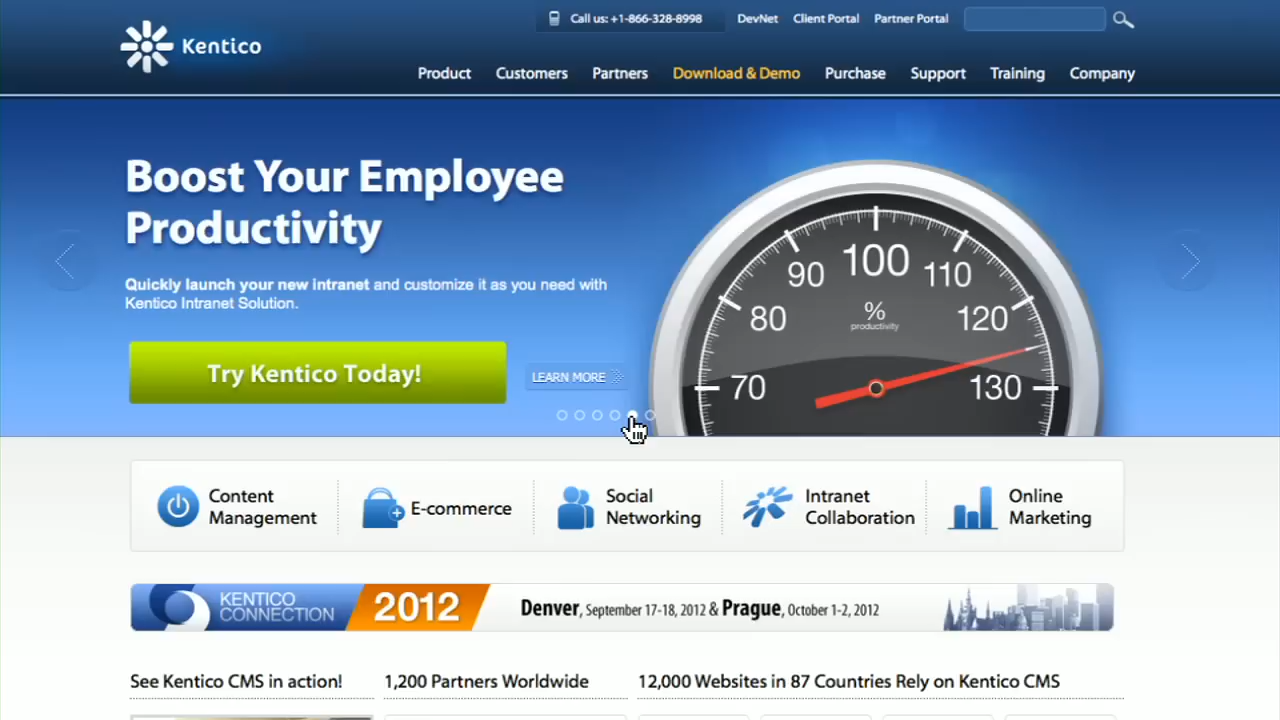 Call us: +1-866-328-8998
DevNet
Client Portal
Partner Portal
Kentico
Product
Customers
Partners
Download & Demo
Purchase
Support
Training
Company
Boost Your Employee
Productivity
Quickly launch your new intranet and customize it as you need with
Kentico Intranet Solution.
Try Kentico Today!
LEARN MORE
70
80
90
100
110
120
130
%
productivity
Content
Management
E-commerce
Social
Networking
Intranet
Collaboration
Online
Marketing
KENTICO
CONNECTION
2012
Denver, September 17-18, 2012 & Prague, October 1-2, 2012
See Kentico CMS in action!
1,200 Partners Worldwide
12,000 Websites in 87 Countries Rely on Kentico CMS